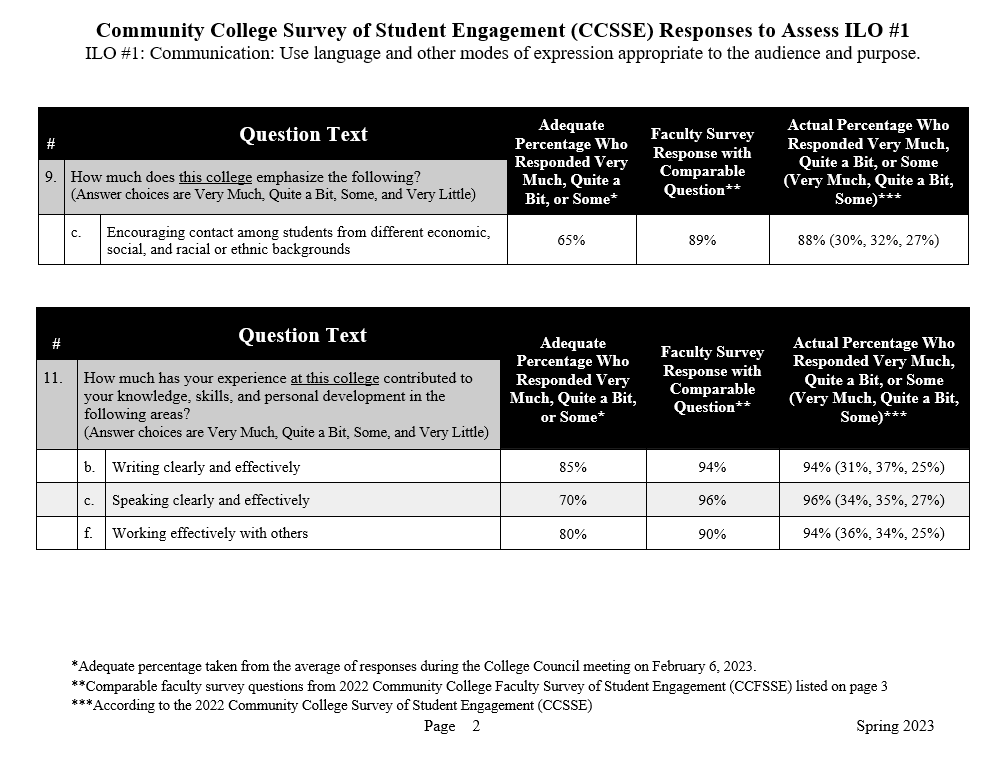 Community College Survey of Student Engagement (CCSSE) Responses to Assess ILO #1
ILO #1: Communication: Use language and other modes of expression appropriate to the audience and purpose.
#
Question Text
Adequate
Percentage Who
Responded Very
Much, Quite a
Bit, or Some*
Faculty Survey
Response with
Comparable
Question**
Actual Percentage Who
Responded Very Much,
Quite a Bit, or Some
(Very Much, Quite a Bit,
Some)***
9. How much does this college emphasize the following?
(Answer choices are Very Much, Quite a Bit, Some, and Very Little)
c. Encouraging contact among students from different economic,
social, and racial or ethnic backgrounds
65% 89% 88% (30%, 32%, 27%)
#
Question Text
Adequate
Percentage Who
Responded Very
Much, Quite a Bit,
or Some*
Faculty Survey
Response with
Comparable
Question**
Actual Percentage Who
Responded Very Much,
Quite a Bit, or Some
(Very Much, Quite a Bit,
Some)***
11. How much has your experience at this college contributed to
your knowledge, skills, and personal development in the
following areas?
(Answer choices are Very Much, Quite a Bit, Some, and Very Little)
b. Writing clearly and effectively 85% 94% 94% (31%, 37%, 25%)
c. Speaking clearly and effectively 70% 96% 96% (34%, 35%, 27%)
f. Working effectively with others 80% 90% 94% (36%, 34%, 25%)
*Adequate percentage taken from the average of responses during the College Council meeting on February 6, 2023.
**Comparable faculty survey questions from 2022 Community College Faculty Survey of Student Engagement (CCFSSE) listed on page 3
***According to the 2022 Community College Survey of Student Engagement (CCSSE)
Page 2 Spring 2023